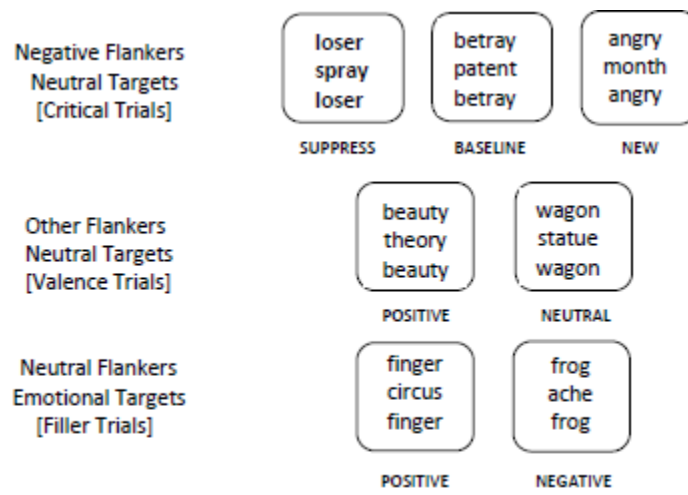 Negative Flankers
Neutral Targets
[Critical Trials]
loser
spray
loser
SUPPRESS
betray
patent
betray
BASELINE
angry
month
angry
NEW
Other Flankers
Neutral Targets
[Valence Trials]
beauty
theory
beauty
POSITIVE
wagon
statue
wagon
NEUTRAL
Neutral Flankers
Emotional Targets
[Filler Trials]
finger
circus
finger
POSITIVE
frog
ache
frog
NEGATIVE